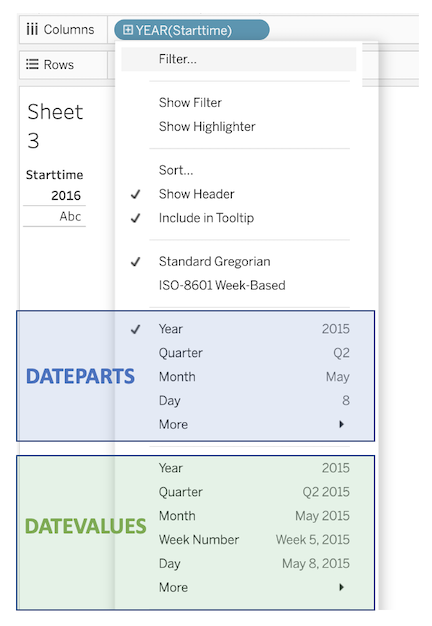 Columns
YEAR(Starttime)
Rows
Filter...
Show Filter
Show Highlighter
Sheet
3
Sort...
Starttime
Show Header
2016
Include in Tooltip
Abc
Standard Gregorian
ISO-8601 Week-Based
Year 2015
Quarter Q2
DATEPARTS
Month May
Day 8
More
Year 2015
Quarter Q2 2015
Month May 2015
DATEVALUES
Week Number Week 5, 2015
Day May 8, 2015
More